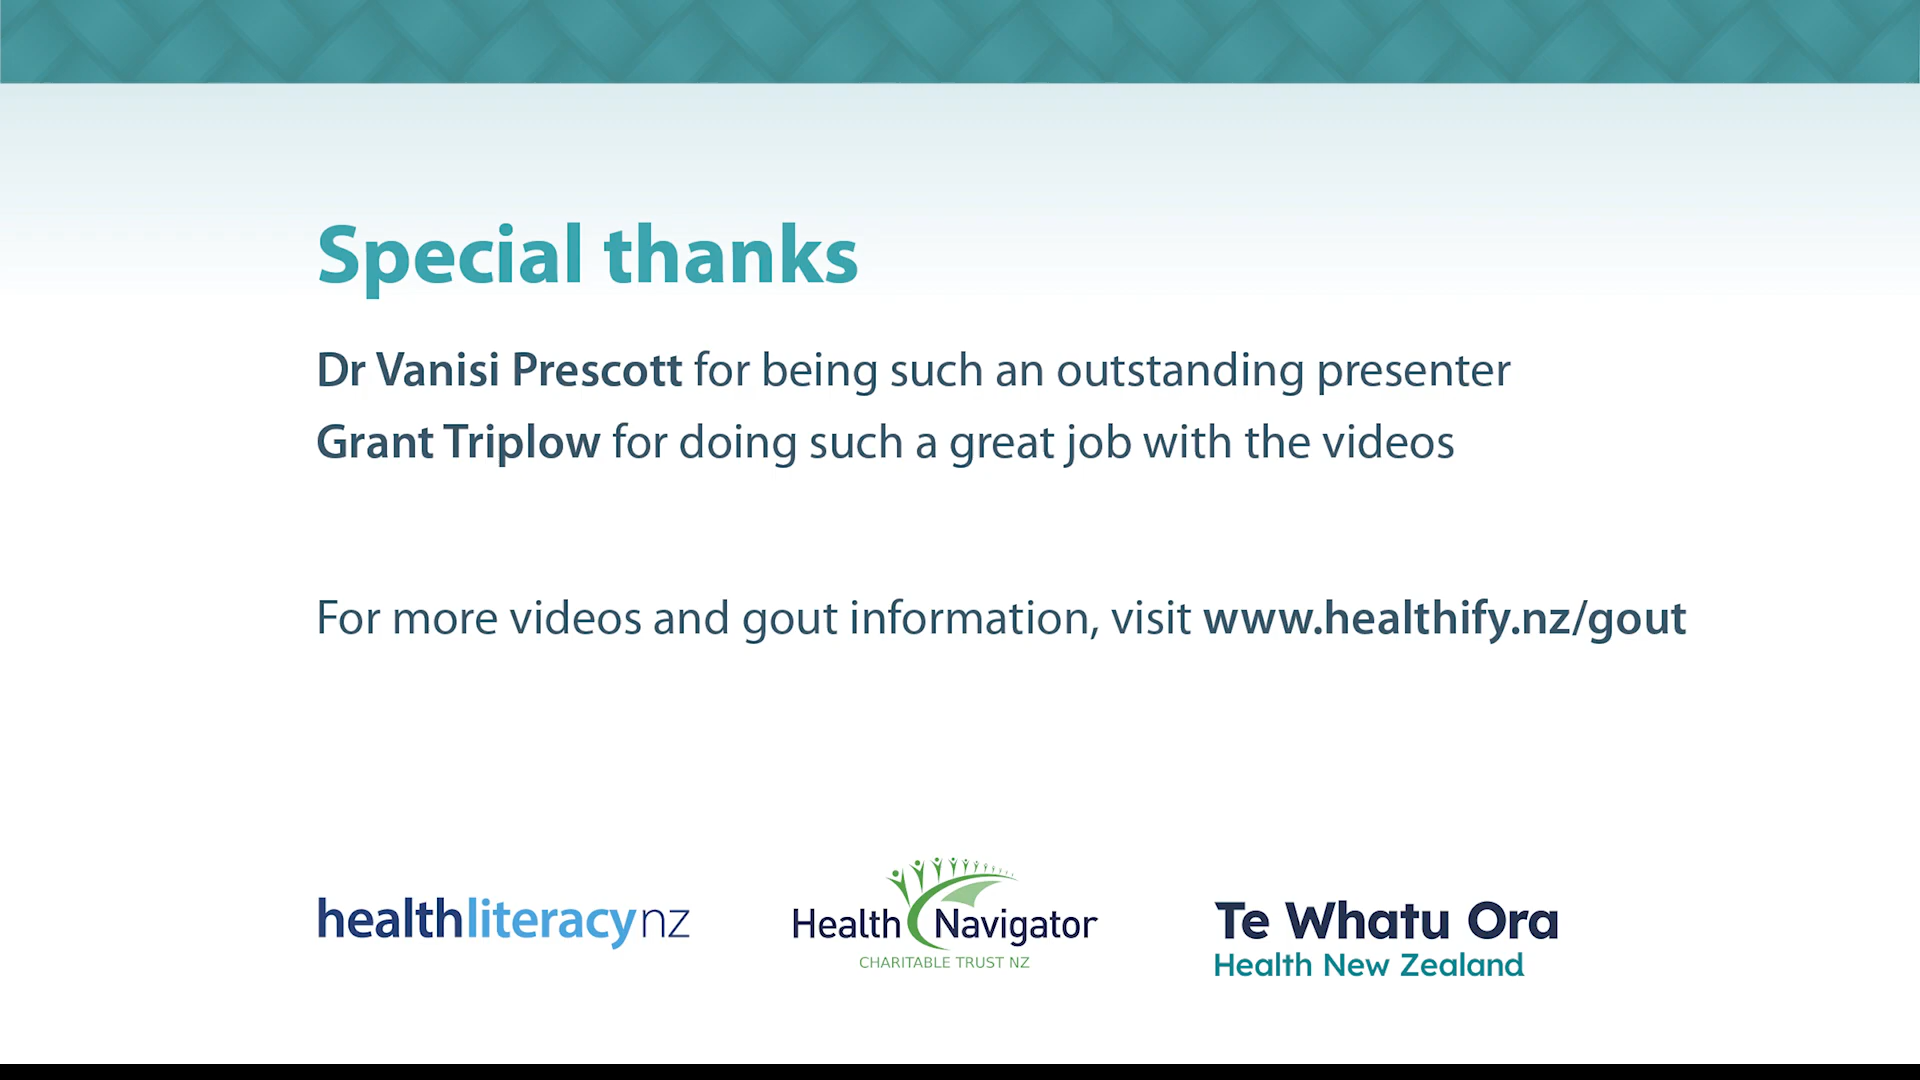 Special thanks
Dr Vanisi Prescott for being such an outstanding presenter
Grant Triplow for doing such a great job with the videos
For more videos and gout information, visit www.healthify.nz/gout
healthliteracynz
Health Navigator
CHARITABLE TRUST NZ
Te Whatu Ora
Health New Zealand